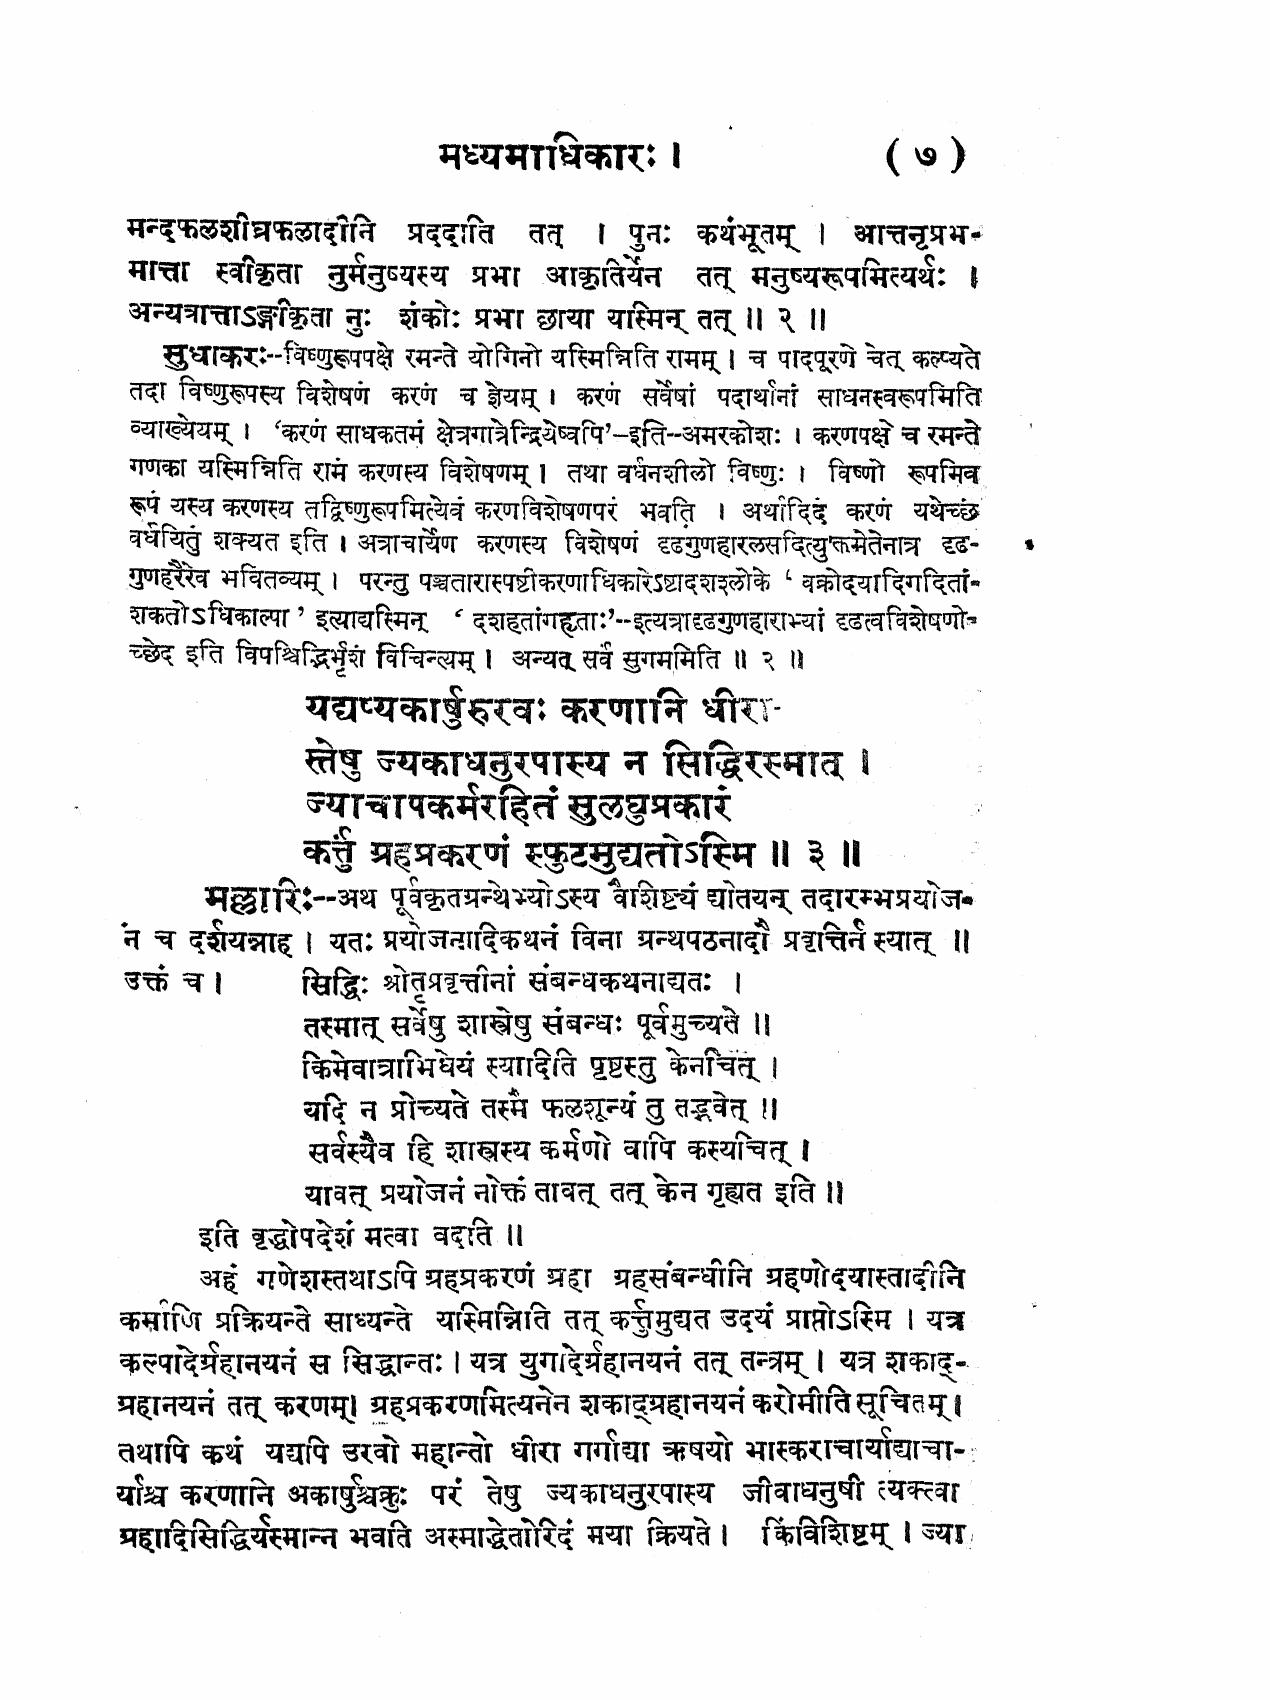 मध्यमाधिकारः । ( ७ )
मन्दफलशीघ्रफलादीनि प्रददाति तत् । पुनः कथंभूतम् । आत्तनृप्रभ-
मात्ता स्वीकृता नुर्मनुष्यस्य प्रभा आकृतिर्येन तत् मनुष्यरूपमित्यर्थः ।
अन्यत्रात्ताऽङ्गीकृता नुः शंकोः प्रभा छाया यस्मिन् तत् ॥ २ ॥
सुधाकरः--विष्णुरूपपक्षे रमन्ते योगिनो यस्मिन्निति रामम् । च पादपूरणे चेत् कल्प्यते
तदा विष्णुरूपस्य विशेषणं करणं च ज्ञेयम् । करणं सर्वेषां पदार्थानां साधनस्वरूपमिति
व्याख्येयम् । ‘करणं साधकतमं क्षेत्रगात्रेन्द्रियेष्वपि’–इति--अमरकोशः । करणपक्षे च रमन्ते
गणका यस्मिन्निति रामं करणस्य विशेषणम् । तथा वर्धनशीलो विष्णुः । विष्णो रूपमिव
रूपं यस्य करणस्य तद्विष्णुरूपमित्येवं करणविशेषणपरं भवति । अर्थादिदं करणं यथेच्छं
वर्धयितुं शक्यत इति । अत्राचार्येण करणस्य विशेषणं दृढगुणहारलसदित्युक्तमेतेनात्र दृढ-
गुणहरैरेव भवितव्यम् । परन्तु पञ्चतारास्पष्टीकरणाधिकारेऽष्टादशश्लोके ‘ वक्रोदयादिगदितां-
शकतोऽधिकाल्पा ’ इत्याद्यस्मिन् ‘ दशहतांगहृताः’--इत्यत्रादृढगुणहाराभ्यां दृढत्वविशेषणो-
च्छेद इति विपश्चिद्भिर्भृशं विचिन्त्यम् । अन्यत् सर्वं सुगममिति ॥ २ ॥
यद्यप्यकार्षुरुरवः करणानि धीरा-
स्तेषु ज्यकाधनुरपास्य न सिद्धिरस्मात् ।
ज्याचापकर्मरहितं सुलघुप्रकारं
कर्त्तुं ग्रहप्रकरणं स्फुटमुद्यतोऽस्मि ॥ ३ ॥
मल्लारिः--अथ पूर्वकृतग्रन्थेभ्योऽस्य वैशिष्ट्यं द्योतयन् तदारम्भप्रयोज-
नं च दर्शयन्नाह । यतः प्रयोजनादिकथनं विना ग्रन्थपठनादौ प्रवृत्तिर्न स्यात् ॥
उक्तं च । सिद्धिः श्रोतृप्रवृत्तीनां संबन्धकथनाद्यतः ।
तस्मात् सर्वेषु शास्त्रेषु संबन्धः पूर्वमुच्यते ॥
किमेवात्राभिधेयं स्यादिति पृष्टस्तु केनचित् ।
यदि न प्रोच्यते तस्मै फलशून्यं तु तद्भवेत् ॥
सर्वस्यैव हि शास्त्रस्य कर्मणो वापि कस्यचित् ।
यावत् प्रयोजनं नोक्तं तावत् तत् केन गृह्यत इति ॥
इति वृद्धोपदेशं मत्वा वदति ॥
अहं गणेशस्तथाऽपि ग्रहप्रकरणं ग्रहा ग्रहसंबन्धीनि ग्रहणोदयास्तादीनि
कर्माणि प्रक्रियन्ते साध्यन्ते यस्मिन्निति तत् कर्त्तुमुद्यत उदयं प्राप्तोऽस्मि । यत्र
कल्पादेर्ग्रहानयनं स सिद्धान्तः । यत्र युगादेर्ग्रहानयनं तत् तन्त्रम् । यत्र शकाद्-
ग्रहानयनं तत् करणम्। ग्रहप्रकरणमित्यनेन शकाद्ग्रहानयनं करोमीति सूचितम्।
तथापि कथं यद्यपि उरवो महान्तो धीरा गर्गाद्या ऋषयो भास्कराचार्याद्याचा-
र्याश्च करणानि अकार्षुश्चक्रुः परं तेषु ज्यकाधनुरपास्य जीवाधनुषी त्यक्त्वा
ग्रहादिसिद्धिर्यस्मान्न भवति अस्माद्धेतोरिदं मया क्रियते । किंविशिष्टम् । ज्या